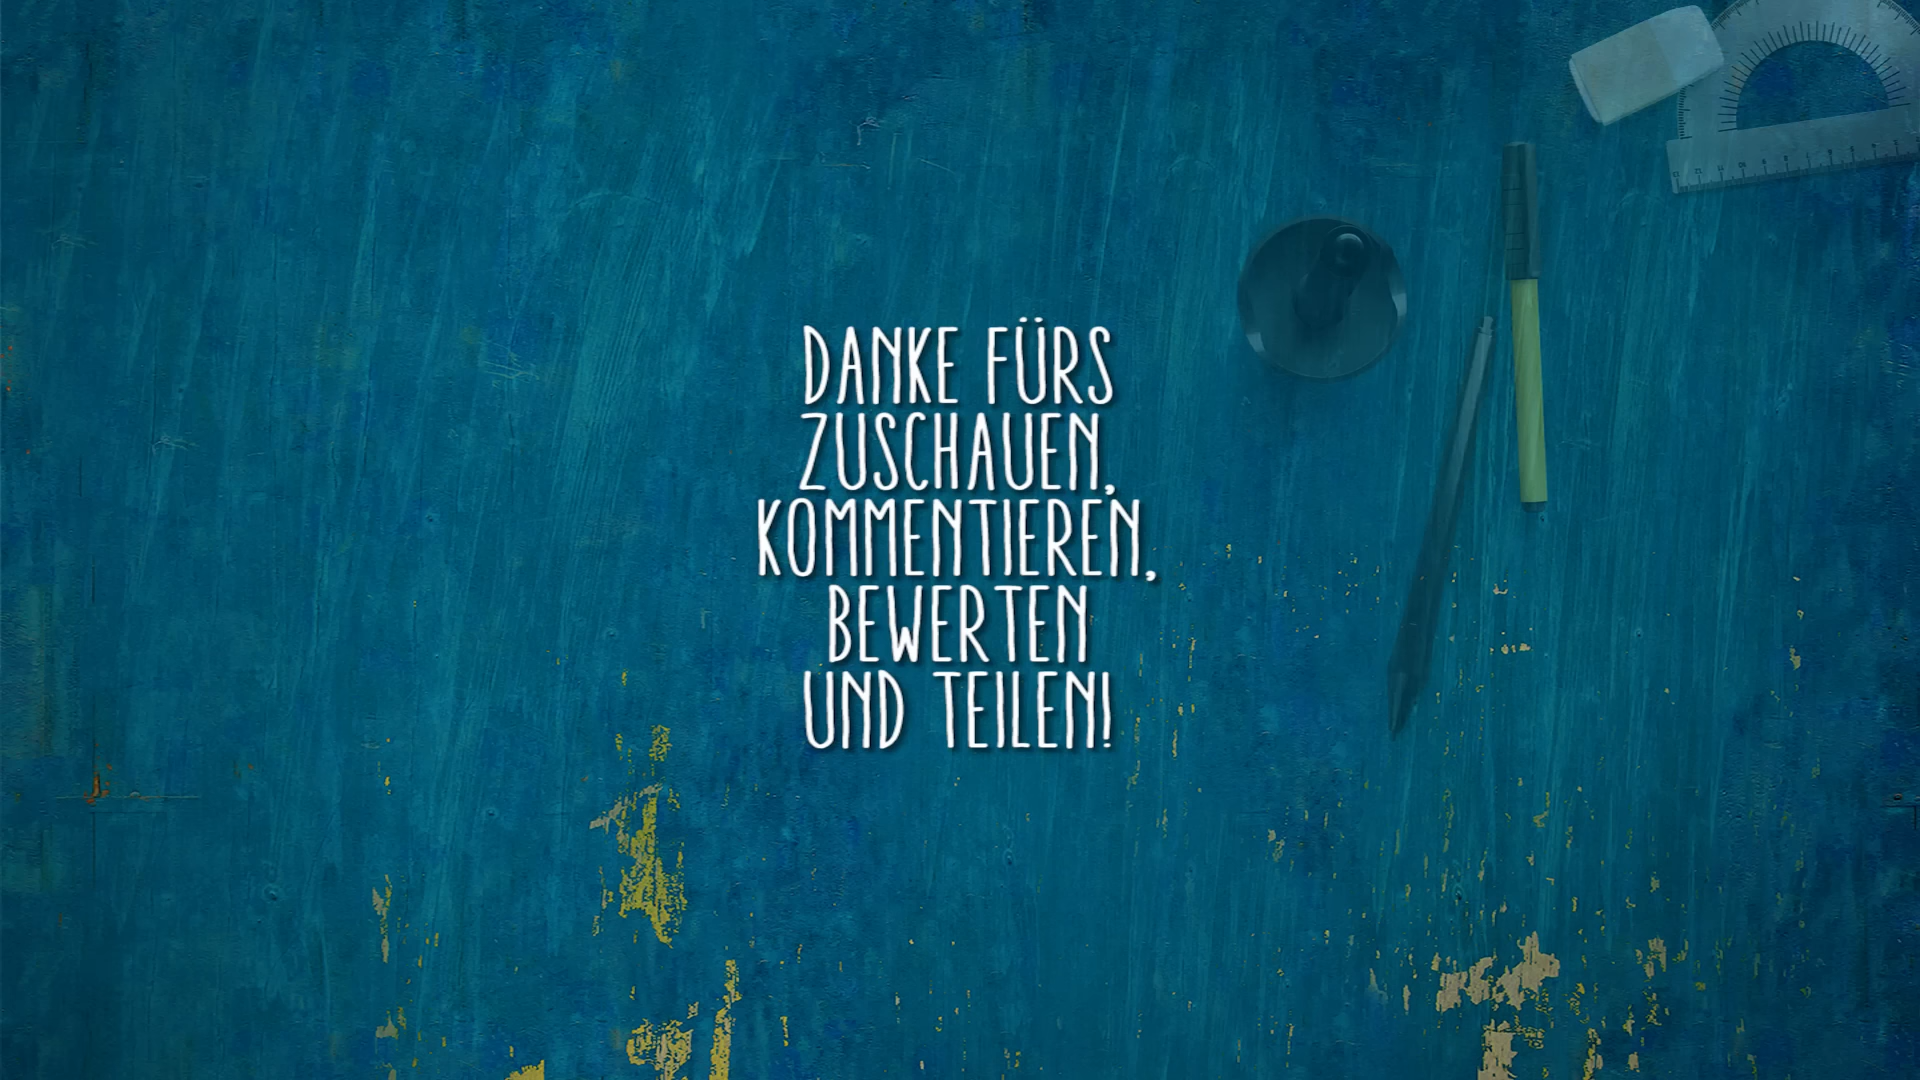 DANKE FÜRS
ZUSCHAUEN,
KOMMENTIEREN,
BEWERTEN
UND TEILEN!